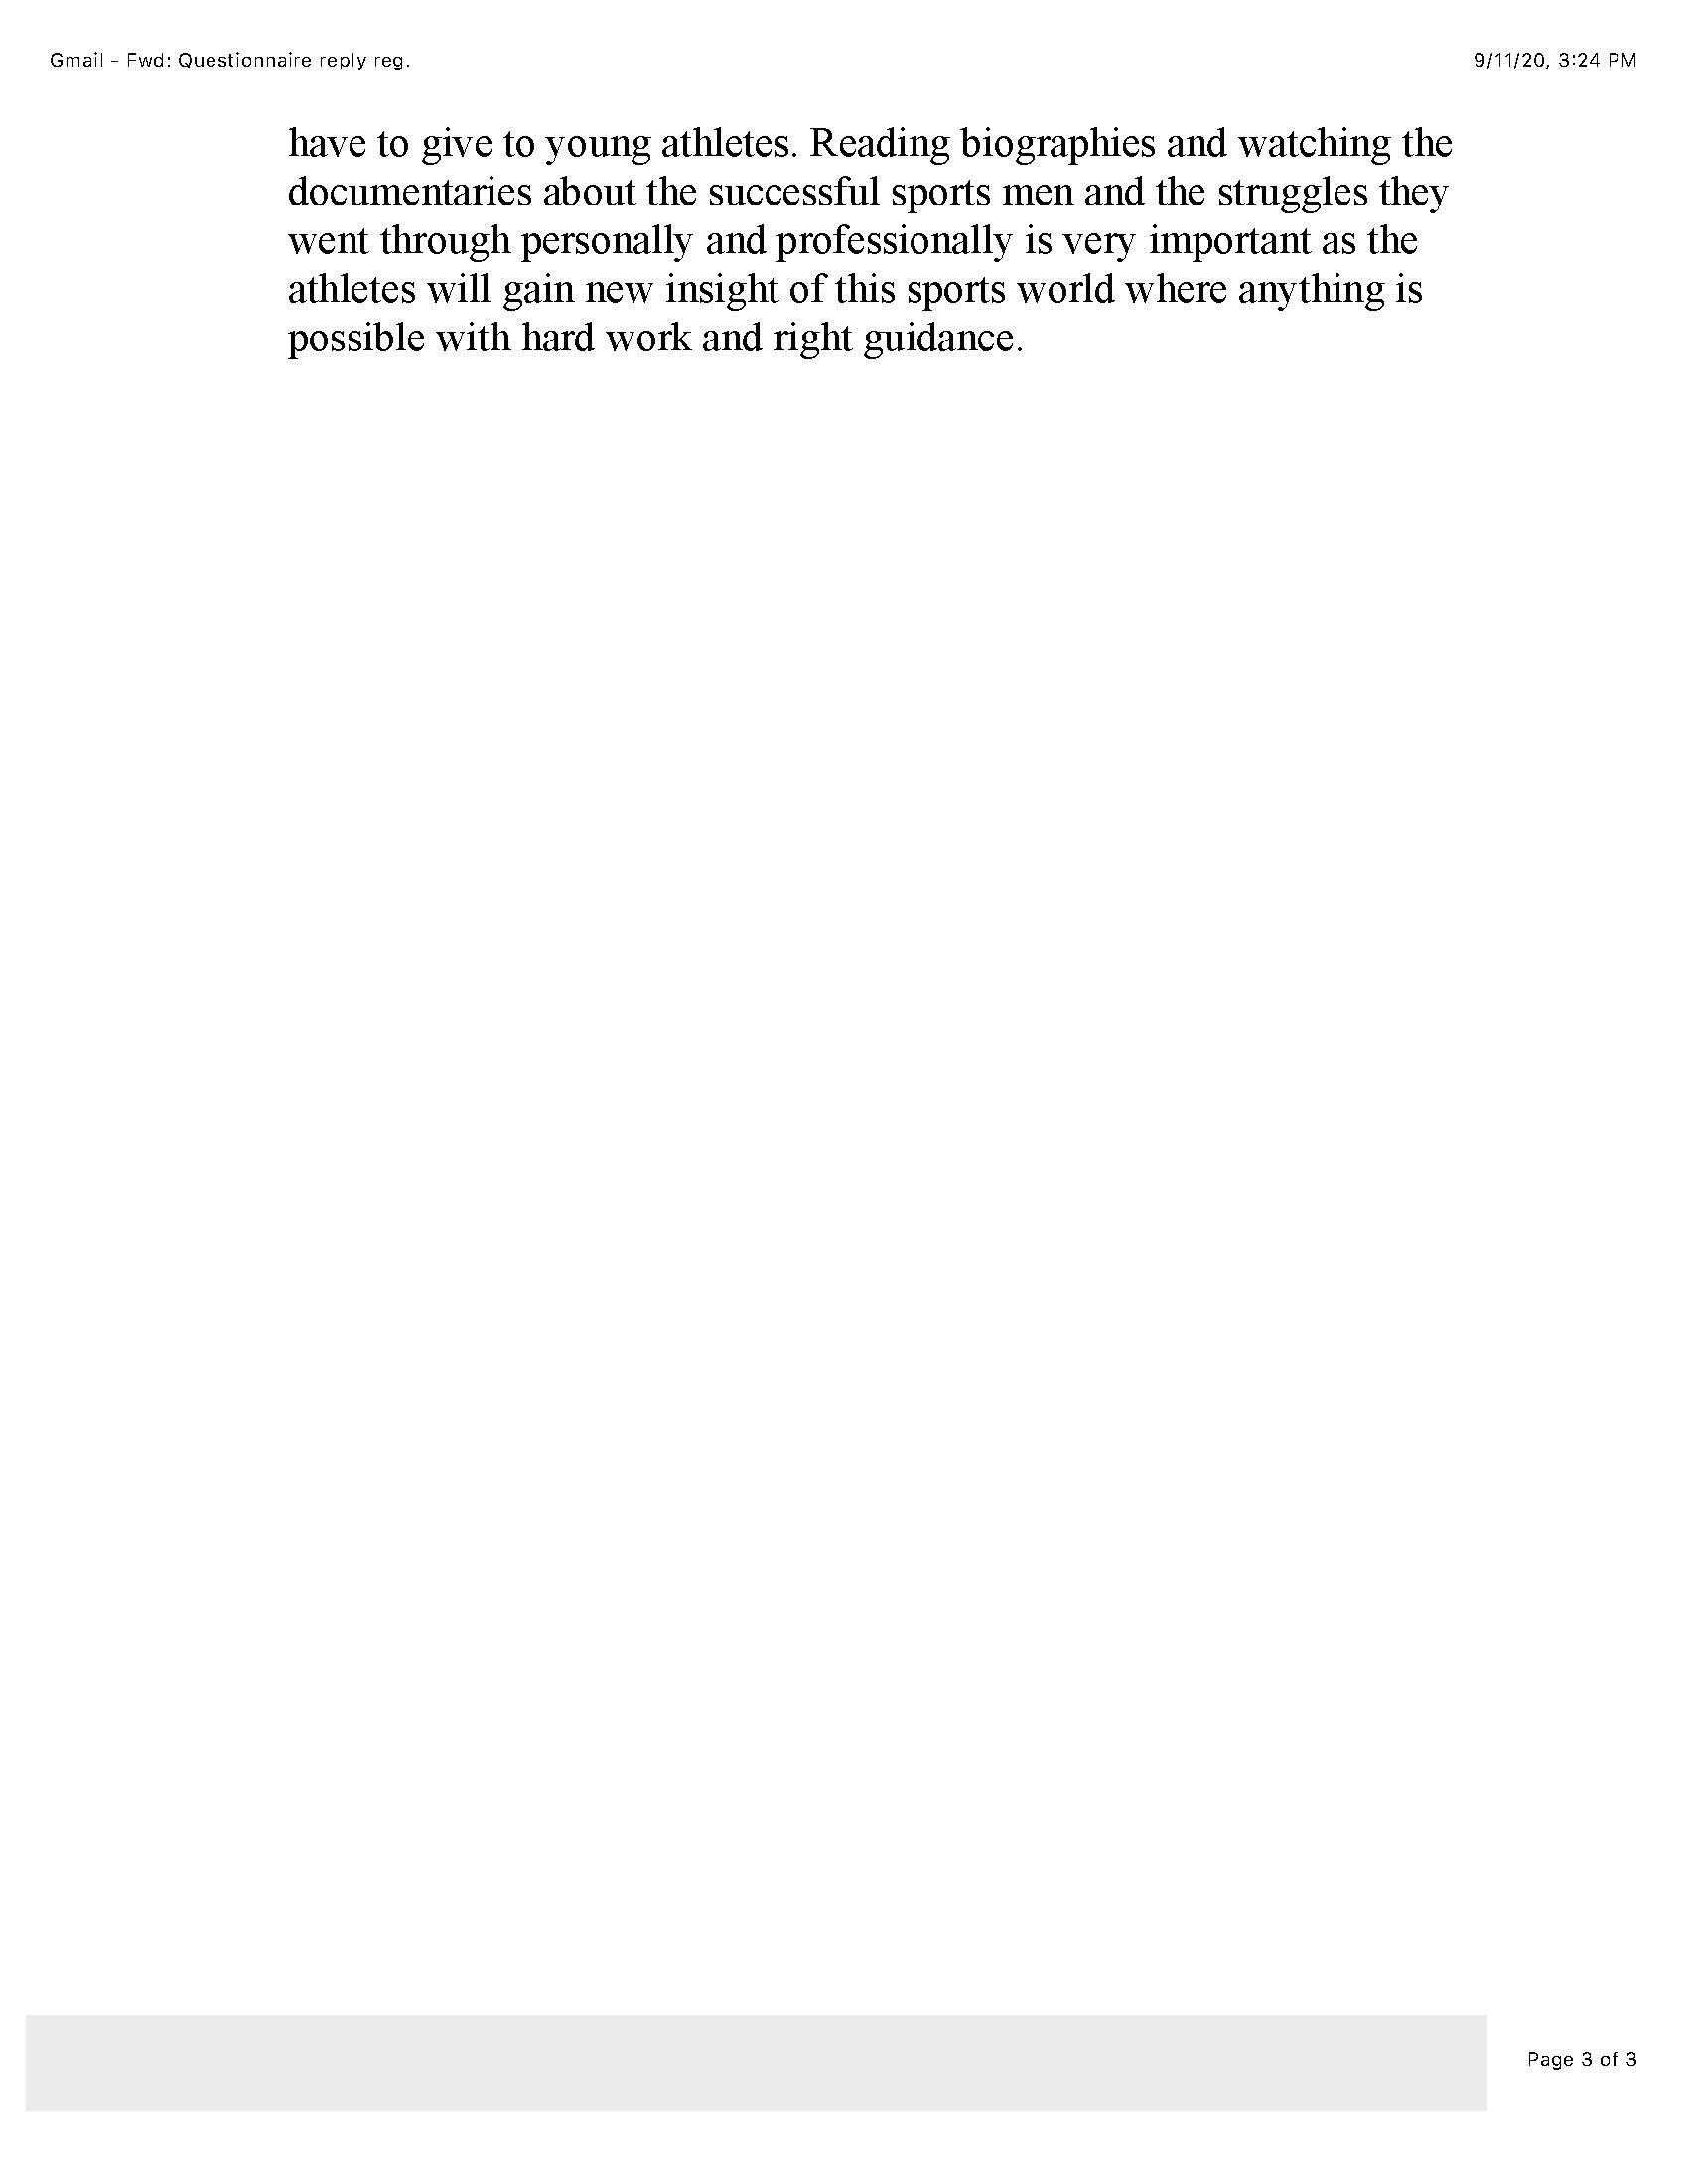 Gmail - Fwd: Questionnaire reply reg.
9/11/20, 3:24 PM
have to give to young athletes. Reading biographies and watching the
documentaries about the successful sports men and the struggles they
went through personally and professionally is very important as the
athletes will gain new insight of this sports world where anything is
possible with hard work and right guidance.
Page 3 of 3